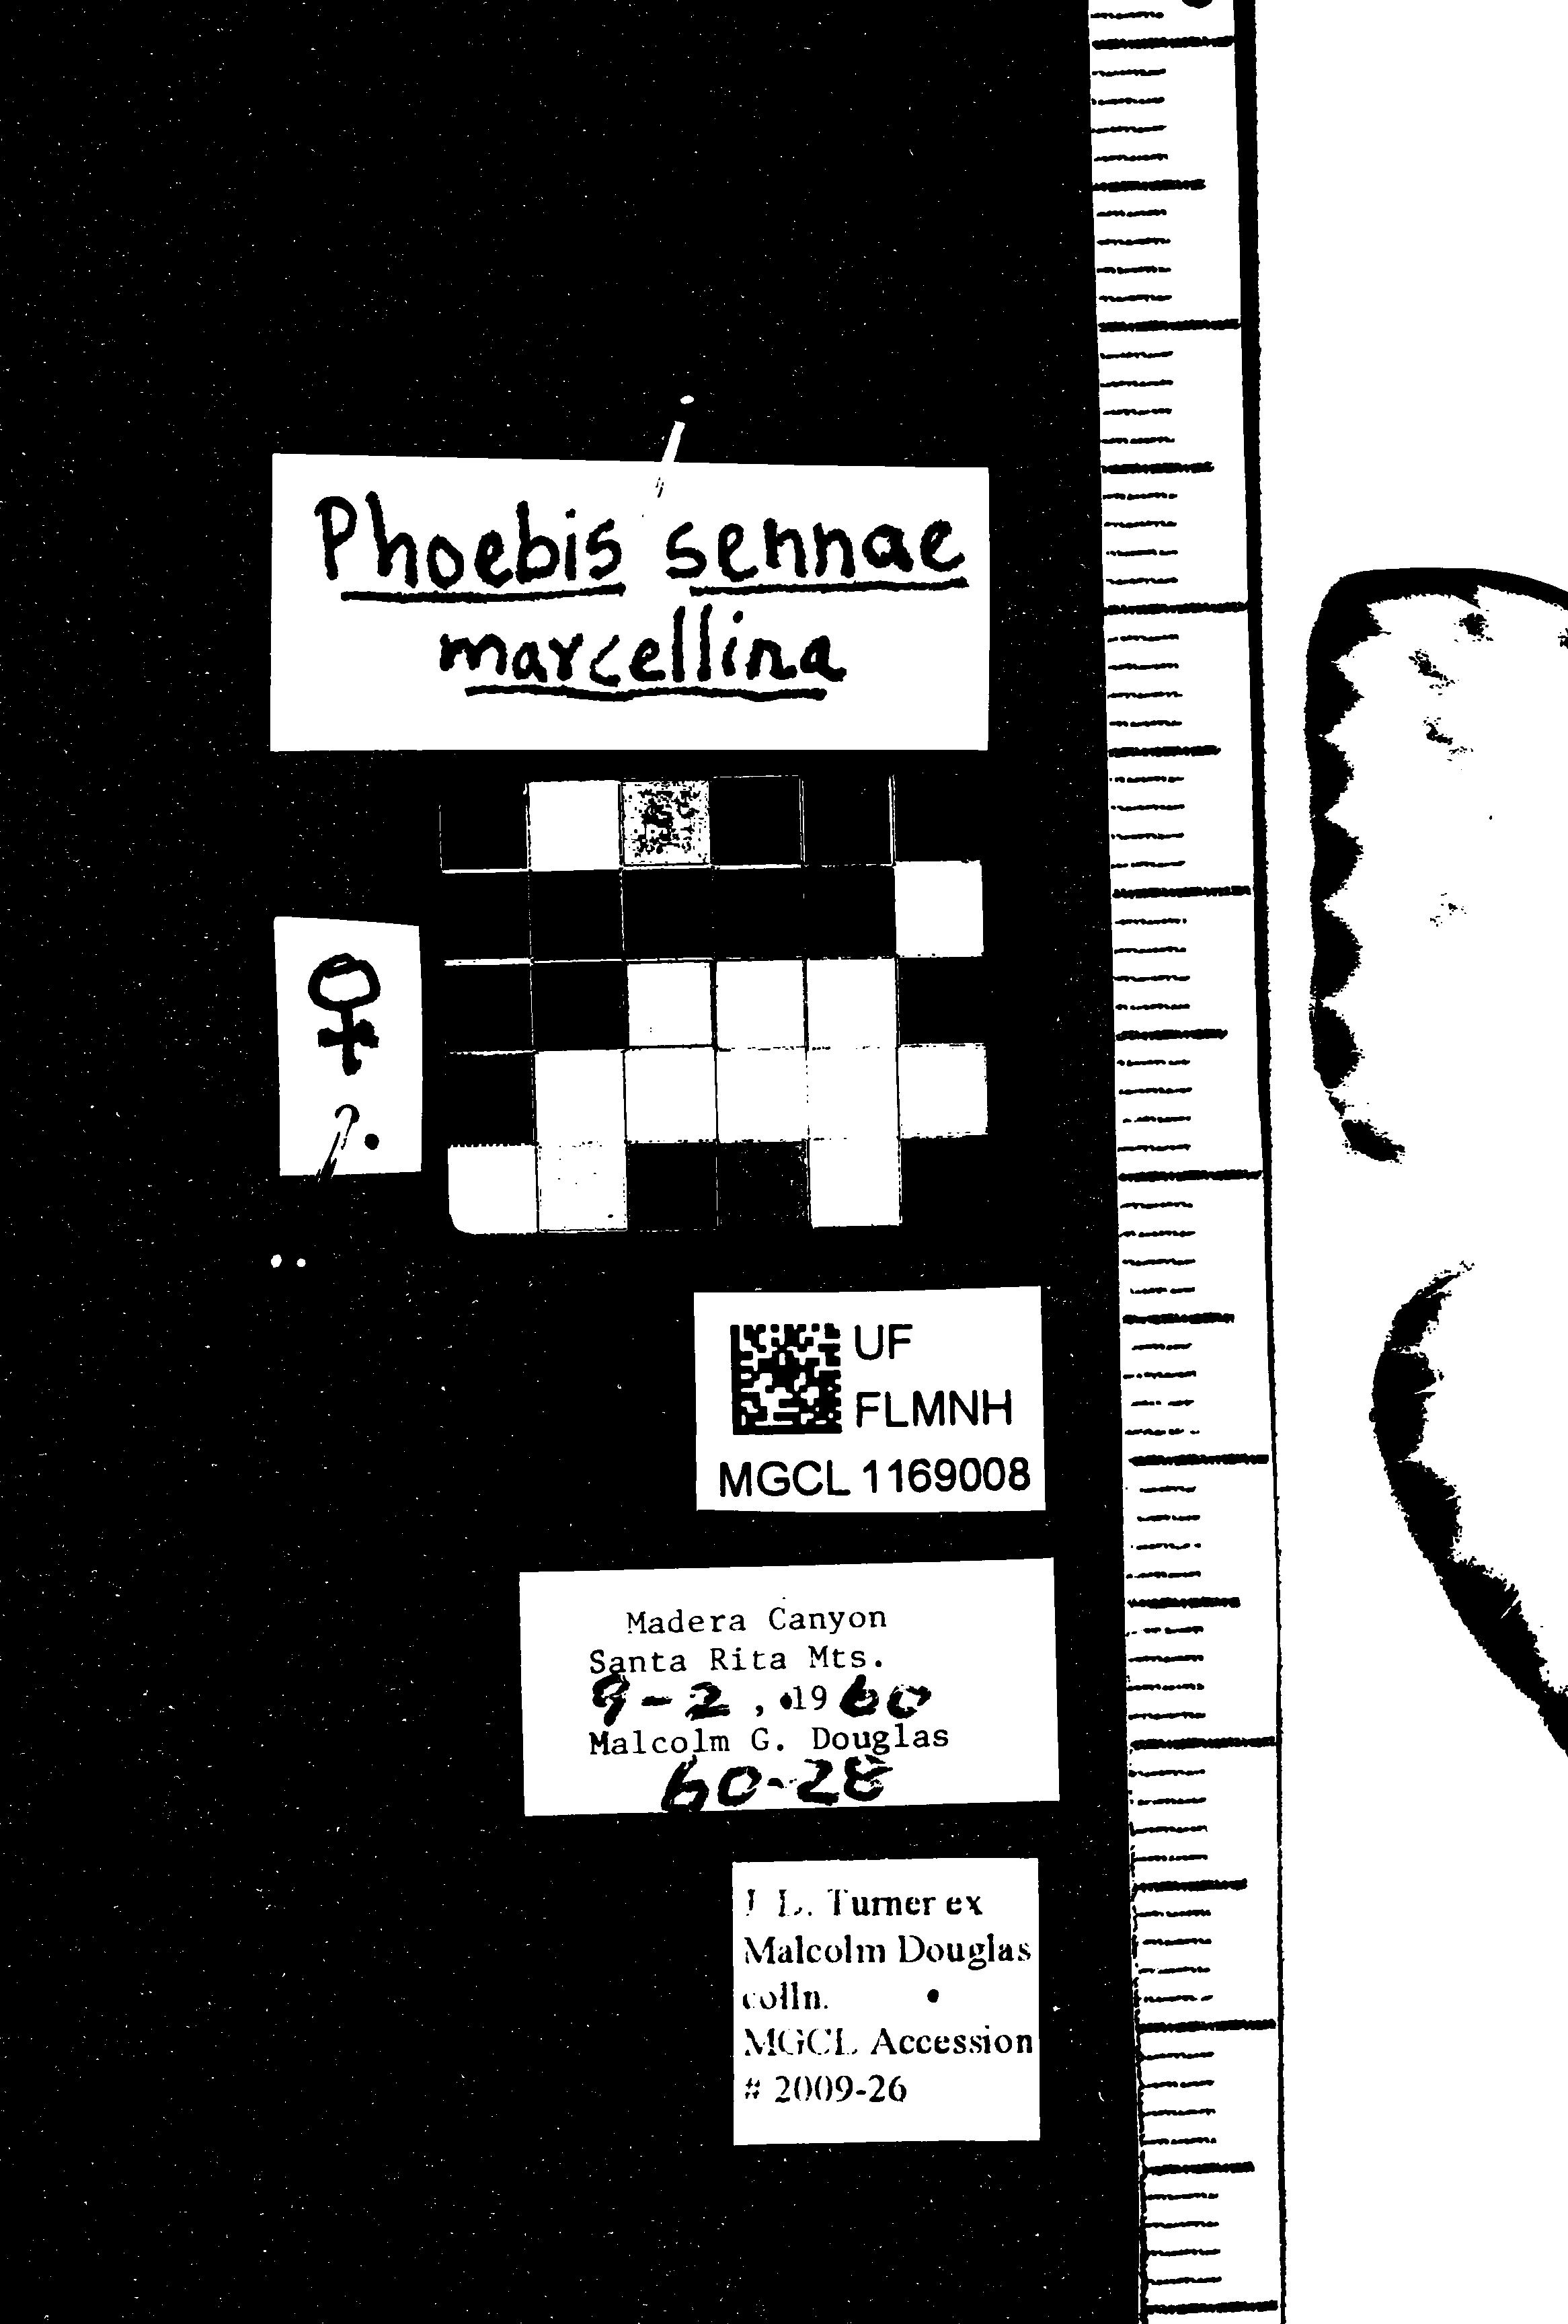 Phoebis sennae
marcellina
♀
?.
UF
FLMNH
MGCL 1169008
Madera Canyon
Santa Rita Mts.
9-2, 1960
Malcolm G. Douglas
60-28
J L. Turner ex
Malcolm Douglas
colln.
MGCL Accession
# 2009-26